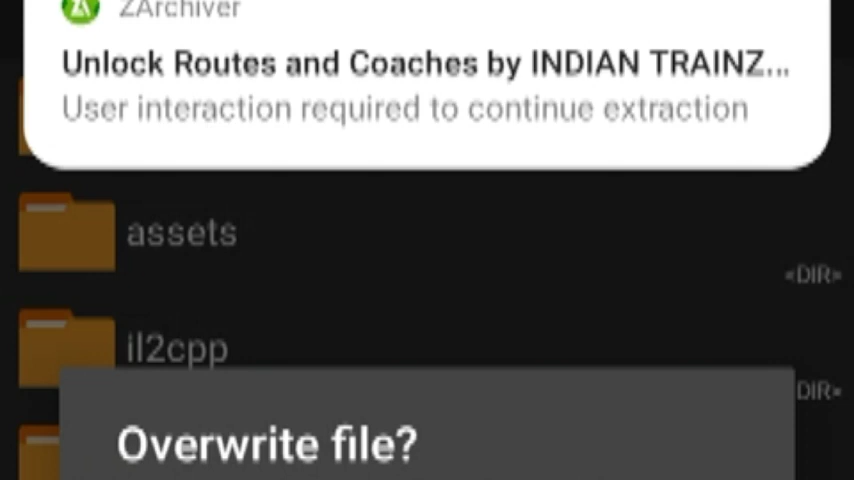 ZArchiver
Unlock Routes and Coaches by INDIAN TRAINZ...
User interaction required to continue extraction
assets
<DIR>
il2cpp
DIR>
Overwrite file?